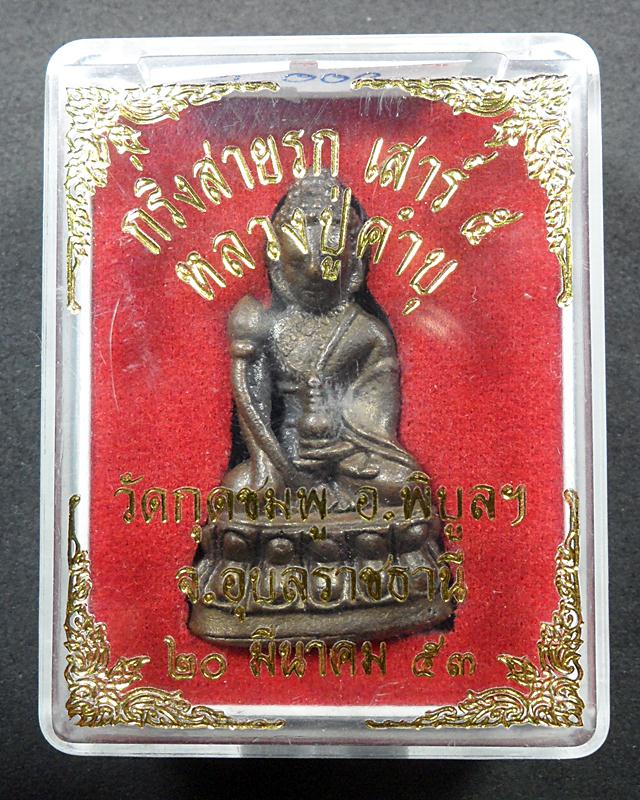 กริ่งสายรก เสาร์ ๕
หลวงปู่คำบุ
วัดกุดชมพู อ.พิบูลฯ
จ.อุบลราชธานี
๒๐ มีนาคม ๕๓